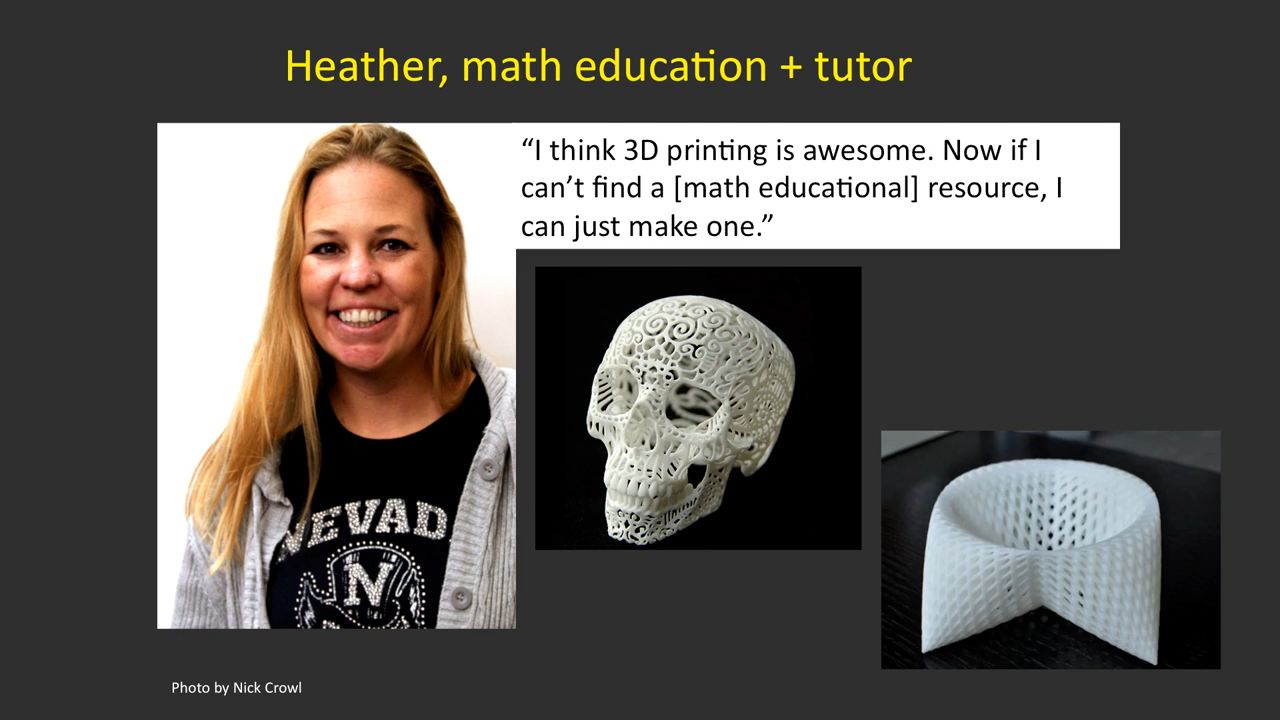 Heather, math education + tutor
“I think 3D printing is awesome. Now if I
can’t find a [math educational] resource, I
can just make one.”
NEVAD
N
Photo by Nick Crowl